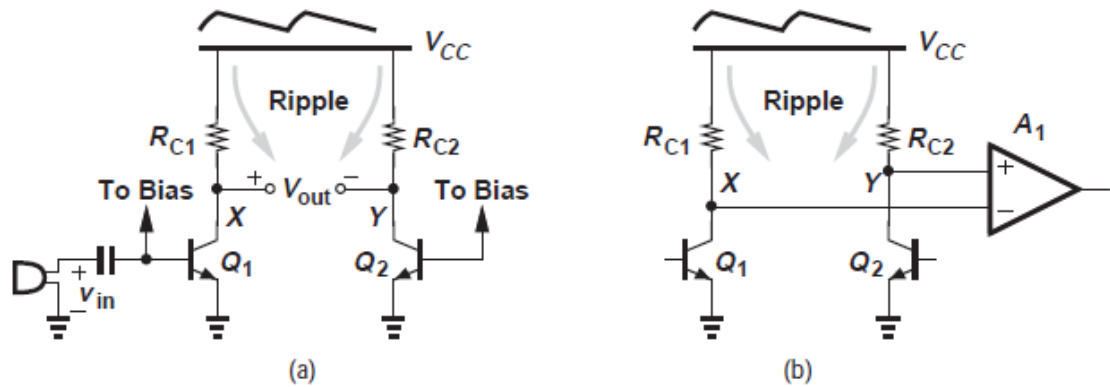 V_CC
Ripple
R_C1
R_C2
+ V_out −
To Bias
To Bias
X
Y
Q_1
Q_2
+
v_in
−
(a)
V_CC
Ripple
R_C1
R_C2
A_1
X
Y
+
−
Q_1
Q_2
(b)